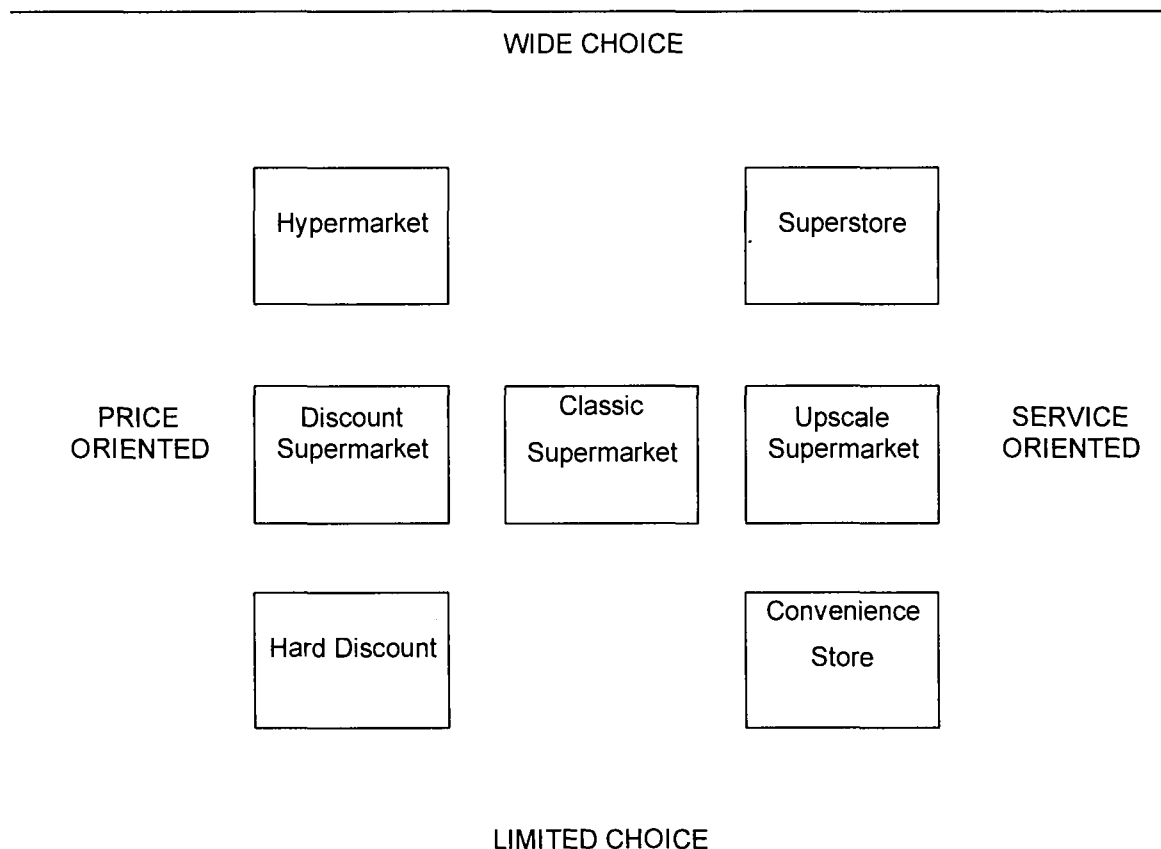 WIDE CHOICE
Hypermarket
Superstore
PRICE
ORIENTED
Discount
Supermarket
Classic
Supermarket
Upscale
Supermarket
SERVICE
ORIENTED
Hard Discount
Convenience
Store
LIMITED CHOICE